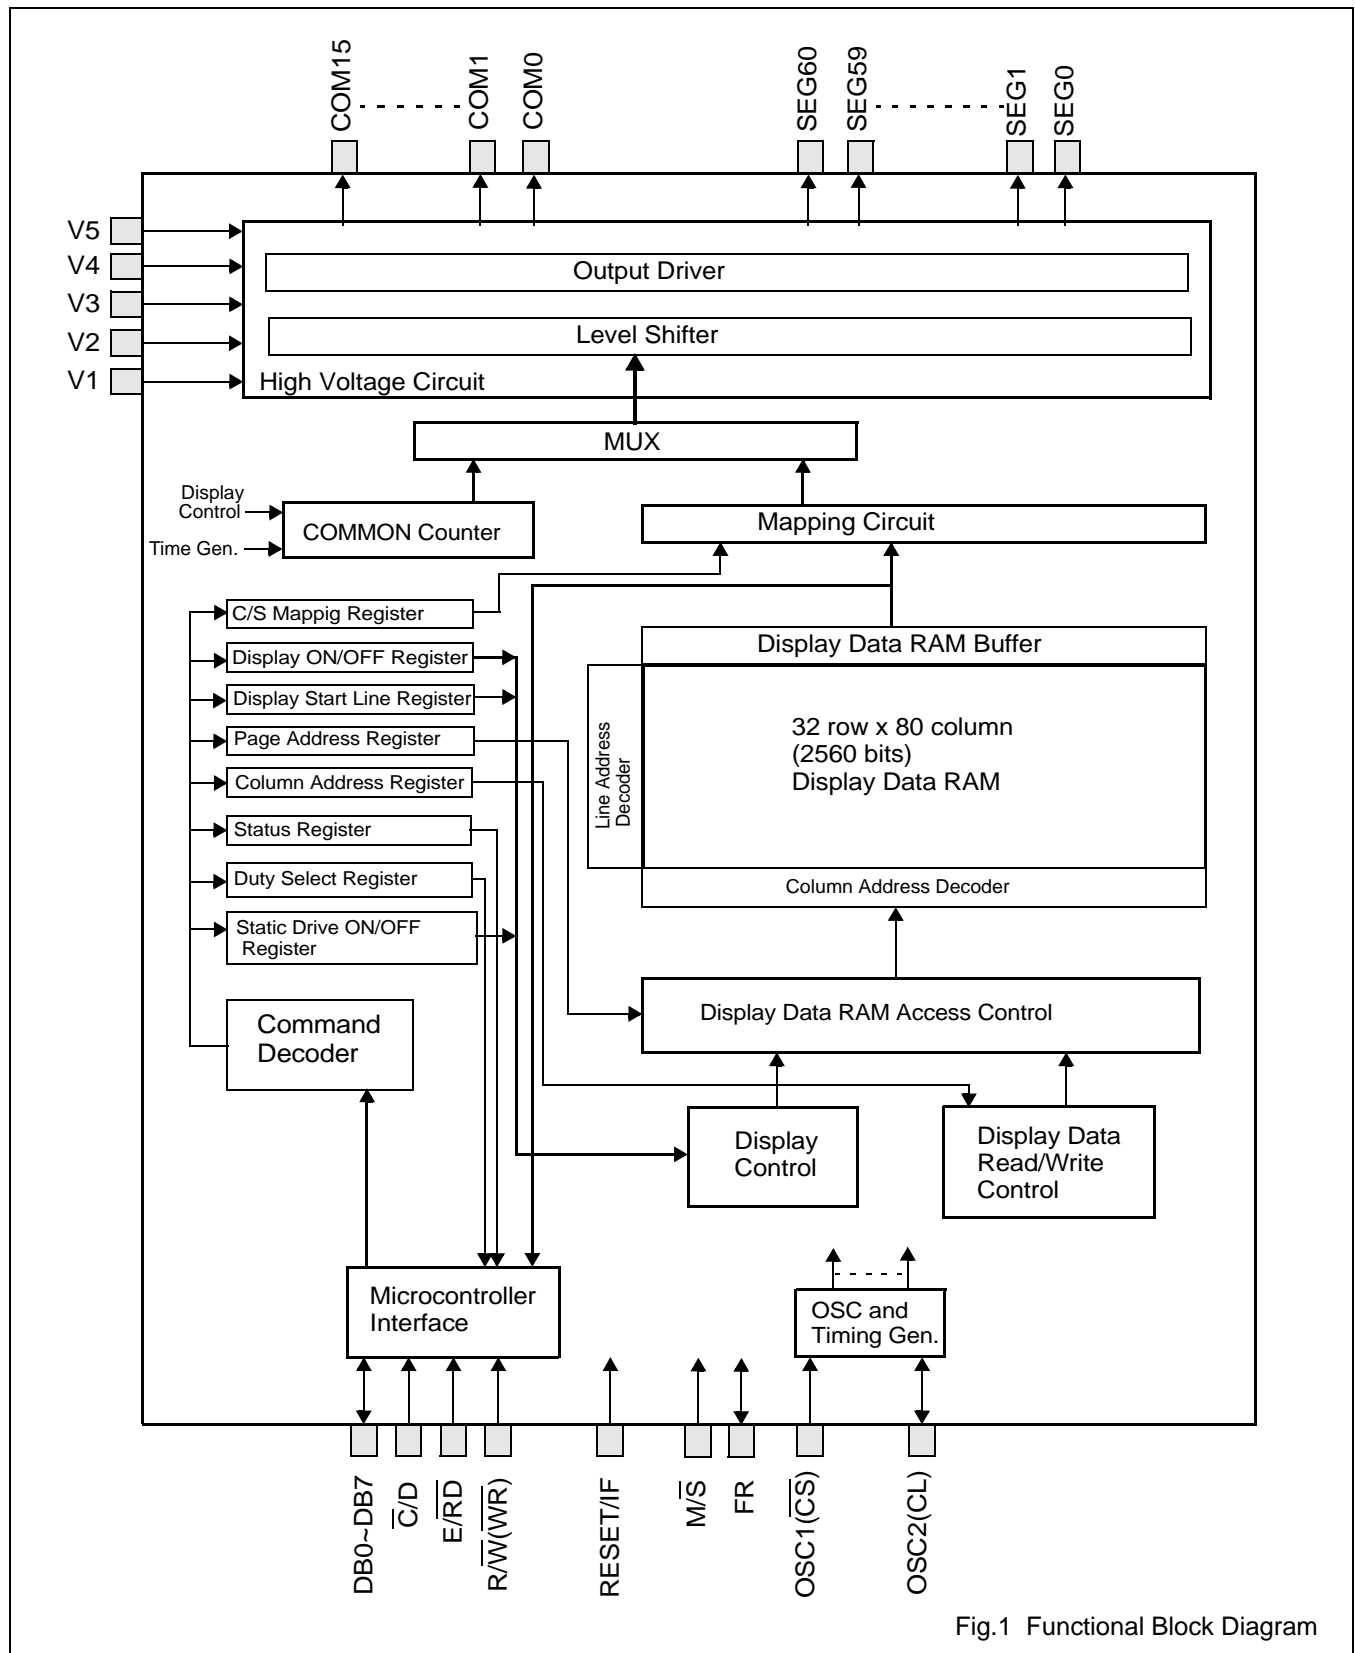 COM15
COM1
COM0
SEG60
SEG59
SEG1
SEG0
V5
V4
V3
V2
V1
Output Driver
Level Shifter
High Voltage Circuit
MUX
Display
Control
Time Gen.
COMMON Counter
Mapping Circuit
C/S Mappig Register
Display ON/OFF Register
Display Start Line Register
Page Address Register
Column Address Register
Status Register
Duty Select Register
Static Drive ON/OFF
Register
Display Data RAM Buffer
Line Address
Decoder
32 row x 80 column
(2560 bits)
Display Data RAM
Column Address Decoder
Display Data RAM Access Control
Command
Decoder
Display
Control
Display Data
Read/Write
Control
Microcontroller
Interface
OSC and
Timing Gen.
DB0~DB7
C̅/D
E/R̅D̅
R/W̅(W̅R̅)
RESET/IF
M/S̅
FR
OSC1(C̅S̅)
OSC2(CL)
Fig.1 Functional Block Diagram